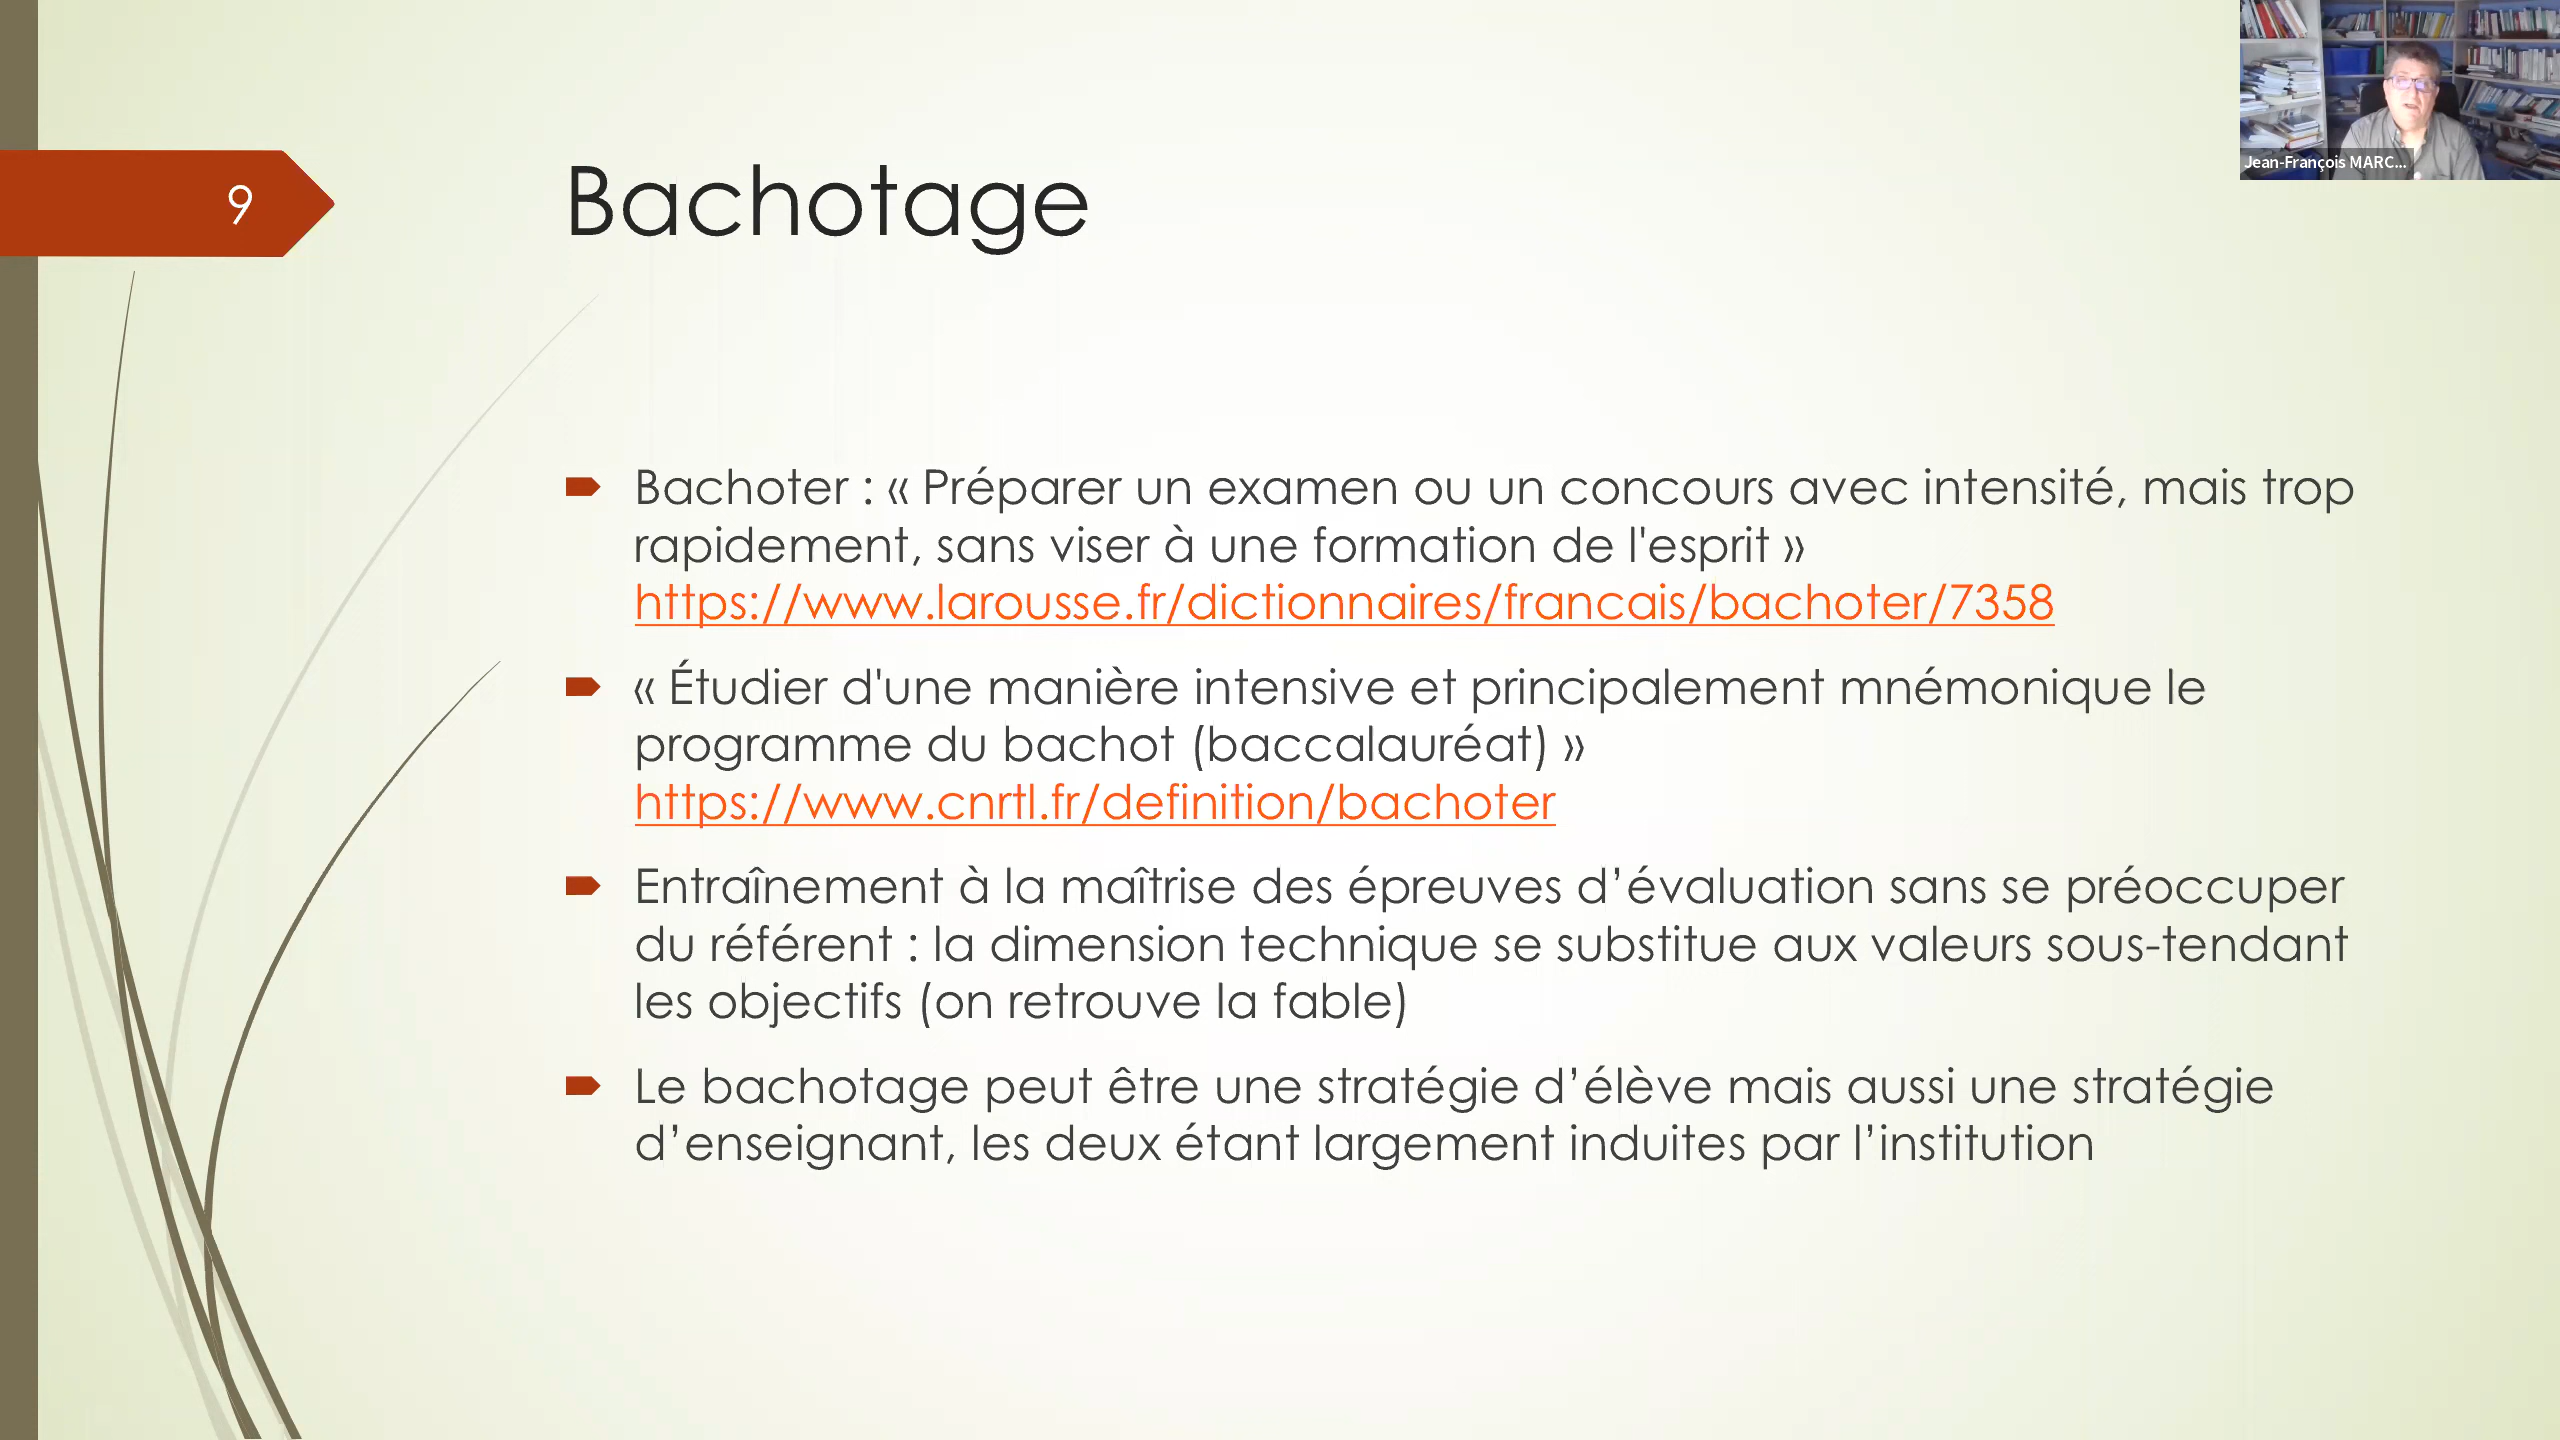 Jean-François MARC...
9
Bachotage
Bachoter : « Préparer un examen ou un concours avec intensité, mais trop
rapidement, sans viser à une formation de l'esprit »
https://www.larousse.fr/dictionnaires/francais/bachoter/7358
« Étudier d'une manière intensive et principalement mnémonique le
programme du bachot (baccalauréat) »
https://www.cnrtl.fr/definition/bachoter
Entraînement à la maîtrise des épreuves d’évaluation sans se préoccuper
du référent : la dimension technique se substitue aux valeurs sous-tendant
les objectifs (on retrouve la fable)
Le bachotage peut être une stratégie d’élève mais aussi une stratégie
d’enseignant, les deux étant largement induites par l’institution